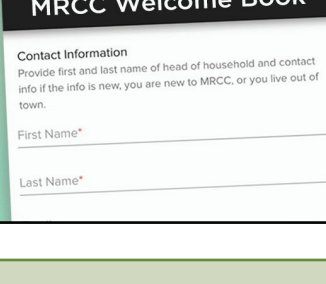 MRCC Welcome Book
Contact Information
Provide first and last name of head of household and contact
info if the info is new, you are new to MRCC, or you live out of
town.
First Name*
Last Name*